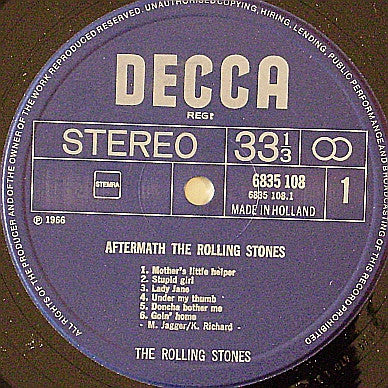 DECCA
REG!
STEREO 33 1/3
STEMRA
6835 108
6835 108.1
MADE IN HOLLAND
1
℗ 1966
AFTERMATH THE ROLLING STONES
1. Mother's little helper
2. Stupid girl
3. Lady Jane
4. Under my thumb
5. Doncha bother me
6. Goin' home
- M. Jagger/K. Richard -
THE ROLLING STONES
ALL RIGHTS OF THE PRODUCER AND OF THE OWNER OF THE WORK REPRODUCED RESERVED UNAUTHORISED COPYING, HIRING, LENDING, PUBLIC PERFORMANCE AND BROADCASTING OF THIS RECORD PROHIBITED